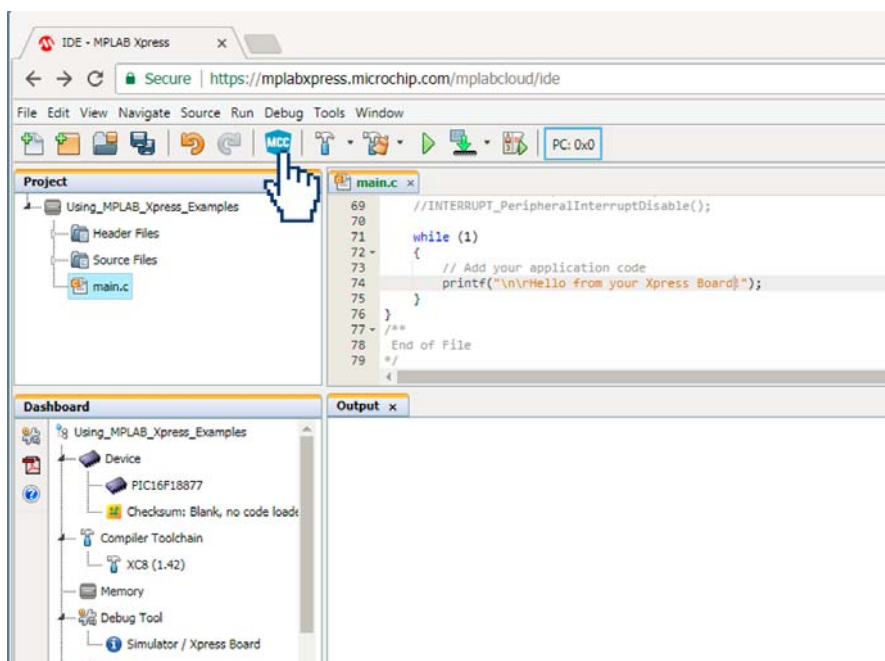 IDE - MPLAB Xpress
Secure | https://mplabxpress.microchip.com/mplabcloud/ide
File Edit View Navigate Source Run Debug Tools Window
MCC
PC: 0x0
Project
Using_MPLAB_Xpress_Examples
Header Files
Source Files
main.c
main.c
69 //INTERRUPT_PeripheralInterruptDisable();
70
71 while (1)
72 {
73 // Add your application code
74 printf("\n\rHello from your Xpress Board!");
75 }
76 }
77 /**
78 End of File
79 */
Dashboard
Using_MPLAB_Xpress_Examples
Device
PIC16F18877
Checksum: Blank, no code loade
Compiler Toolchain
XC8 (1.42)
Memory
Debug Tool
Simulator / Xpress Board
Output